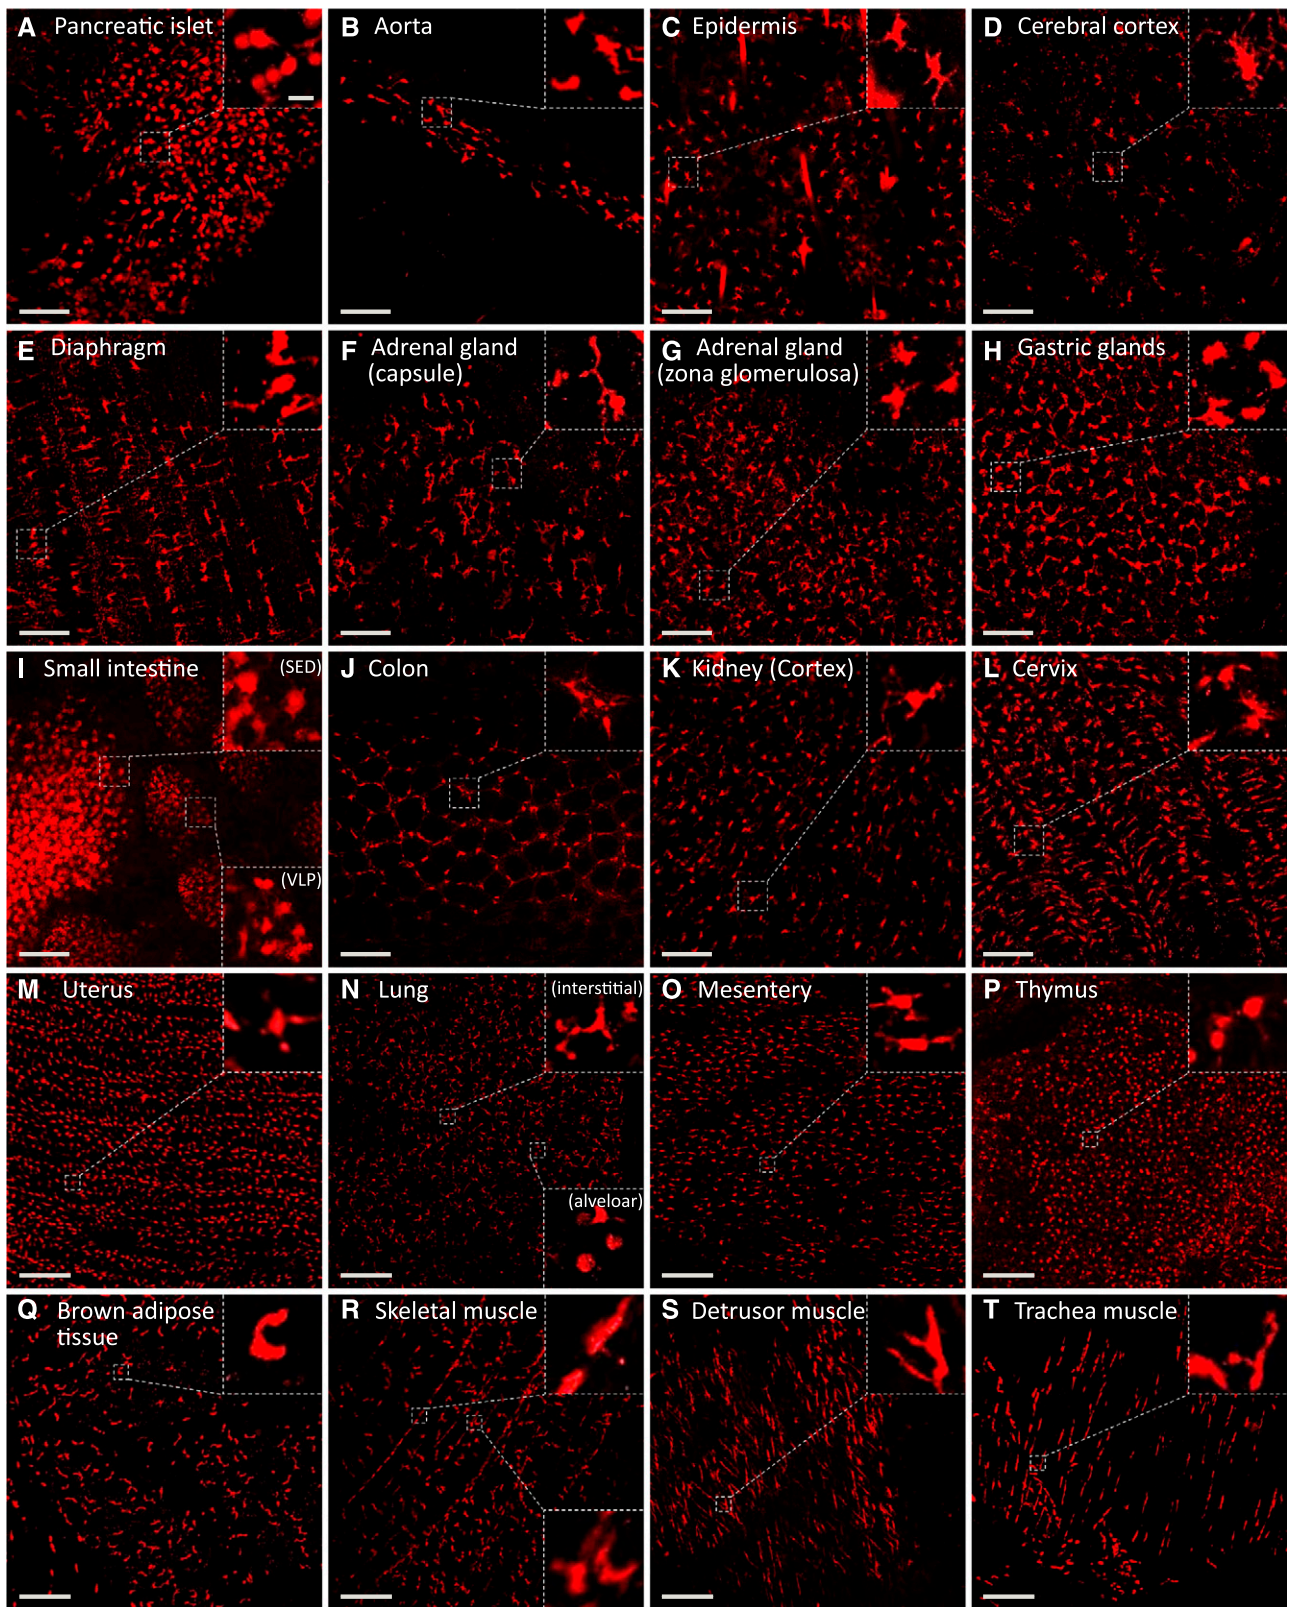 A Pancreatic islet
B Aorta
C Epidermis
D Cerebral cortex
E Diaphragm
F Adrenal gland
(capsule)
G Adrenal gland
(zona glomerulosa)
H Gastric glands
I Small intestine
(SED)
(VLP)
J Colon
K Kidney (Cortex)
L Cervix
M Uterus
N Lung
(interstitial)
(alveloar)
O Mesentery
P Thymus
Q Brown adipose
tissue
R Skeletal muscle
S Detrusor muscle
T Trachea muscle